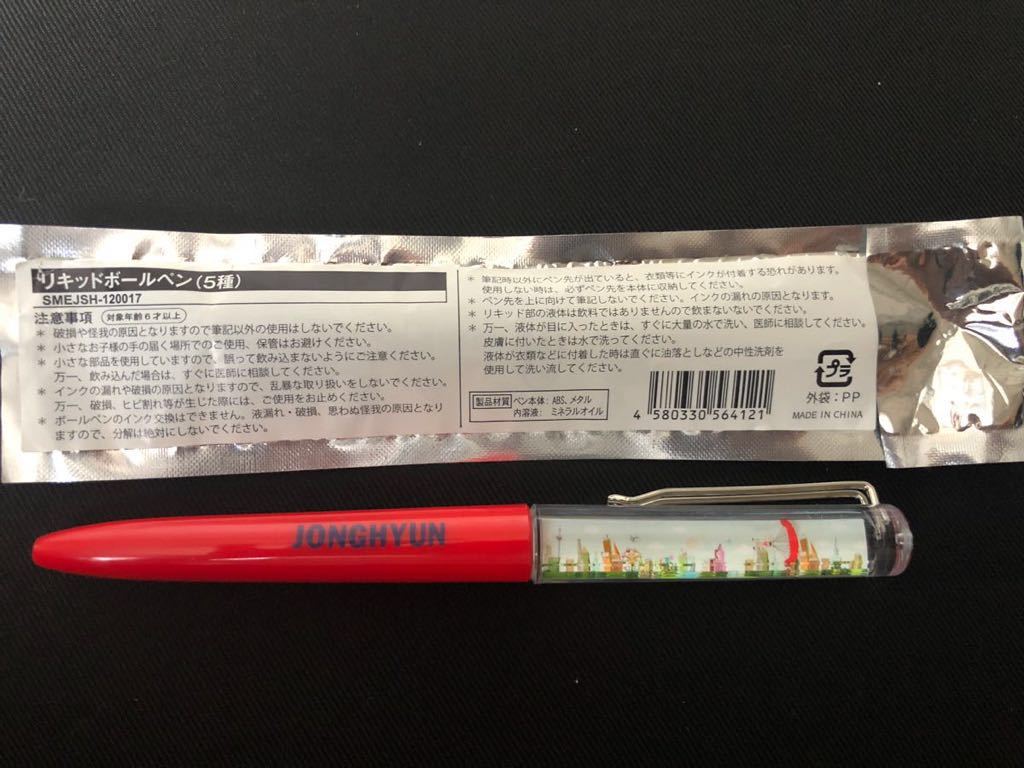 リキッドボールペン(5種)
SMEJSH-120017
注意事項 対象年齢6才以上
* 破損や怪我の原因となりますので筆記以外の使用はしないでください。
* 小さなお子様の手の届く場所でのご使用、保管はお避けください。
* 小さな部品を使用していますので、誤って飲み込まないようにご注意ください。
万一、飲み込んだ場合は、すぐに医師に相談してください。
* インクの漏れや破損の原因となりますので、乱暴な取り扱いをしないでください。
万一、破損、ヒビ割れ等が生じた際には、ご使用をお止めください。
* ボールペンのインク交換はできません。液漏れ・破損、思わぬ怪我の原因となり
ますので、分解は絶対にしないでください。
* 筆記時以外にペン先が出ていると、衣類等にインクが付着する恐れがあります。
使用しない時は、必ずペン先を本体に収納してください。
* ペン先を上に向けて筆記しないでください。インクの漏れの原因となります。
* リキッド部の液体は飲料ではありませんので飲まないでください。
* 万一、液体が目に入ったときは、すぐに大量の水で洗い、医師に相談してください。
皮膚に付いたときは水で洗ってください。
液体が衣類などに付着した時は直ぐに油落としなどの中性洗剤を
使用して洗い流してください。
製品材質 ペン本体: ABS、メタル
内溶液: ミネラルオイル
4 580330 564121
プラ
外袋:PP
MADE IN CHINA
JONGHYUN